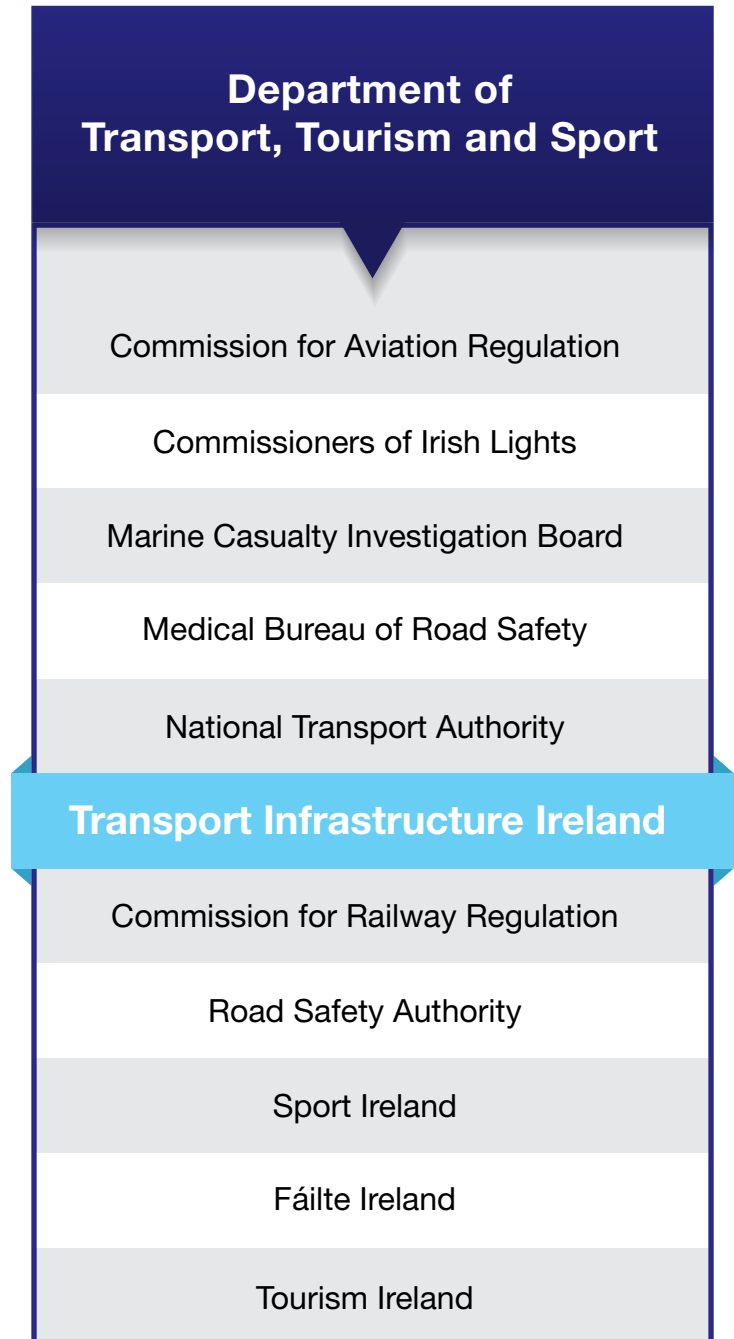 Department of
Transport, Tourism and Sport
Commission for Aviation Regulation
Commissioners of Irish Lights
Marine Casualty Investigation Board
Medical Bureau of Road Safety
National Transport Authority
Transport Infrastructure Ireland
Commission for Railway Regulation
Road Safety Authority
Sport Ireland
Fáilte Ireland
Tourism Ireland